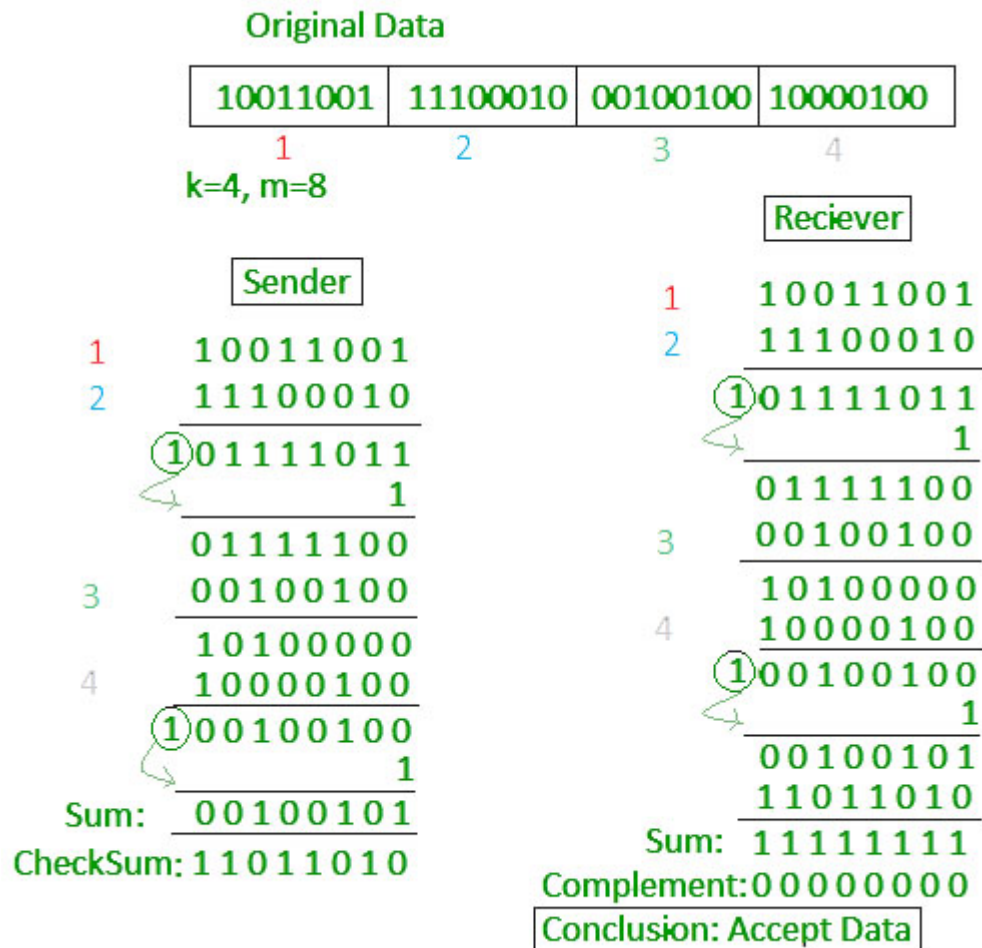 Original Data
10011001 11100010 00100100 10000100
1 2 3 4
k=4, m=8
Sender
1 10011001
2 11100010
1 01111011
1
01111100
3 00100100
10100000
4 10000100
1 00100100
1
Sum: 00100101
CheckSum: 11011010
Reciever
1 10011001
2 11100010
1 01111011
1
01111100
3 00100100
10100000
4 10000100
1 00100100
1
00100101
11011010
Sum: 11111111
Complement: 00000000
Conclusion: Accept Data